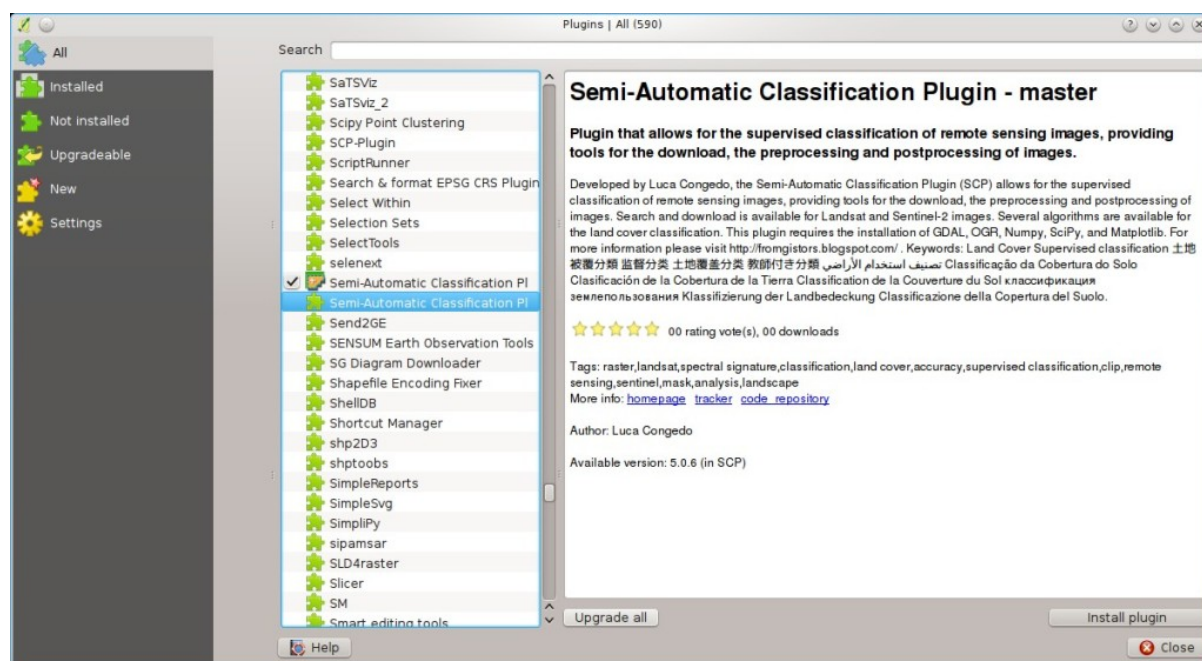 Plugins | All (590)
All
Installed
Not installed
Upgradeable
New
Settings
Search
SaTSViz
SaTSviz_2
Scipy Point Clustering
SCP-Plugin
ScriptRunner
Search & format EPSG CRS Plugin
Select Within
Selection Sets
SelectTools
selenext
Semi-Automatic Classification Pl
Semi-Automatic Classification Pl
Send2GE
SENSUM Earth Observation Tools
SG Diagram Downloader
Shapefile Encoding Fixer
ShellDB
Shortcut Manager
shp2D3
shptoobs
SimpleReports
SimpleSvg
SimpliPy
sipamsar
SLD4raster
Slicer
SM
Smart editing tools
Semi-Automatic Classification Plugin - master
Plugin that allows for the supervised classification of remote sensing images, providing
tools for the download, the preprocessing and postprocessing of images.
Developed by Luca Congedo, the Semi-Automatic Classification Plugin (SCP) allows for the supervised
classification of remote sensing images, providing tools for the download, the preprocessing and postprocessing of
images. Search and download is available for Landsat and Sentinel-2 images. Several algorithms are available for
the land cover classification. This plugin requires the installation of GDAL, OGR, Numpy, SciPy, and Matplotlib. For
more information please visit http://fromgistors.blogspot.com/ . Keywords: Land Cover Supervised classification 土地
被覆分類 監督分类 土地覆盖分类 教師付き分類 تصنيف استخدام الأراضي Classificação da Cobertura do Solo
Clasificación de la Cobertura de la Tierra Classification de la Couverture du Sol классификация
землепользования Klassifizierung der Landbedeckung Classificazione della Copertura del Suolo.
00 rating vote(s), 00 downloads
Tags: raster,landsat,spectral signature,classification,land cover,accuracy,supervised classification,clip,remote
sensing,sentinel,mask,analysis,landscape
More info: homepage tracker code repository
Author: Luca Congedo
Available version: 5.0.6 (in SCP)
Upgrade all
Install plugin
Help
Close